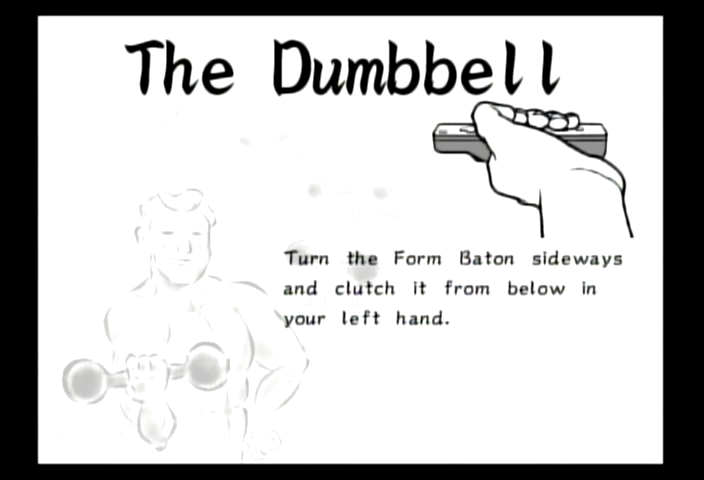 The Dumbbell
Turn the Form Baton sideways
and clutch it from below in
your left hand.